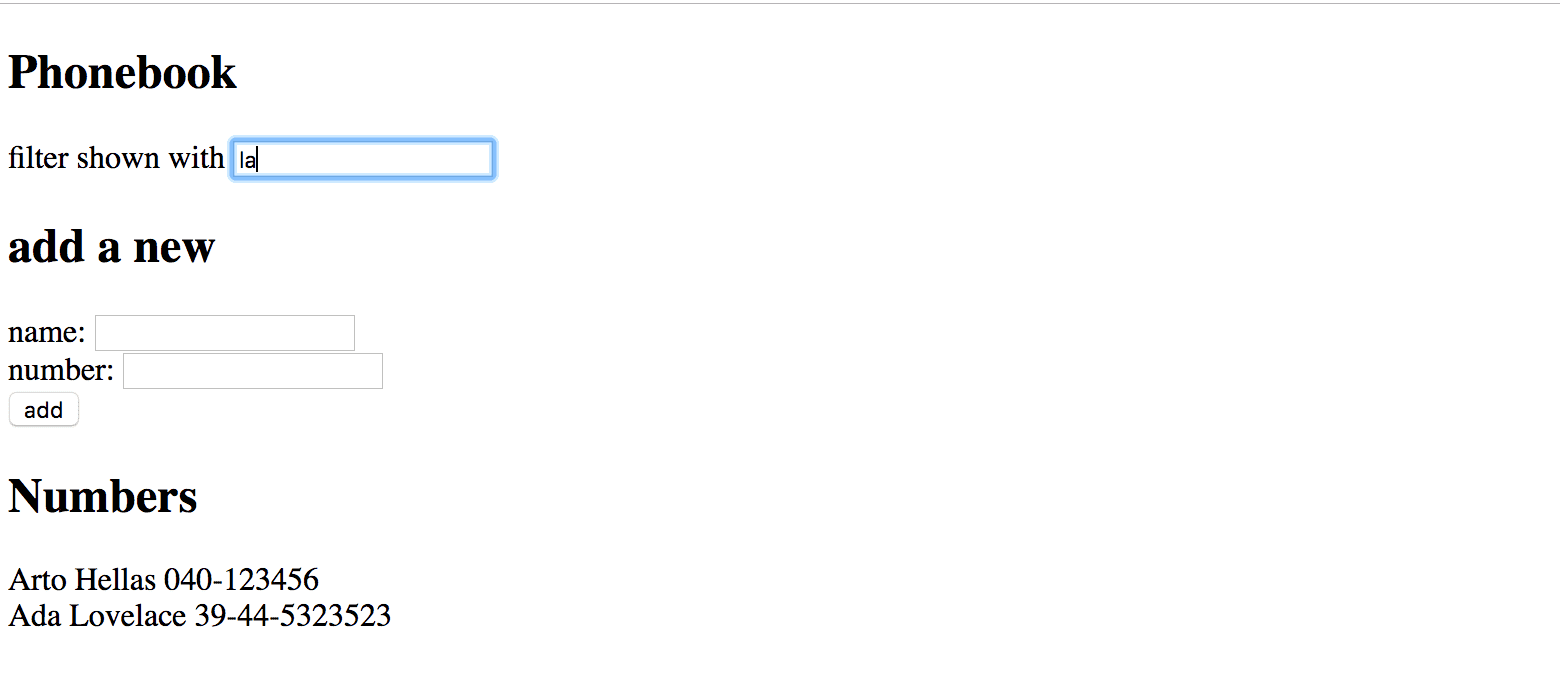 Phonebook
filter shown with la
add a new
name:
number:
add
Numbers
Arto Hellas 040-123456
Ada Lovelace 39-44-5323523